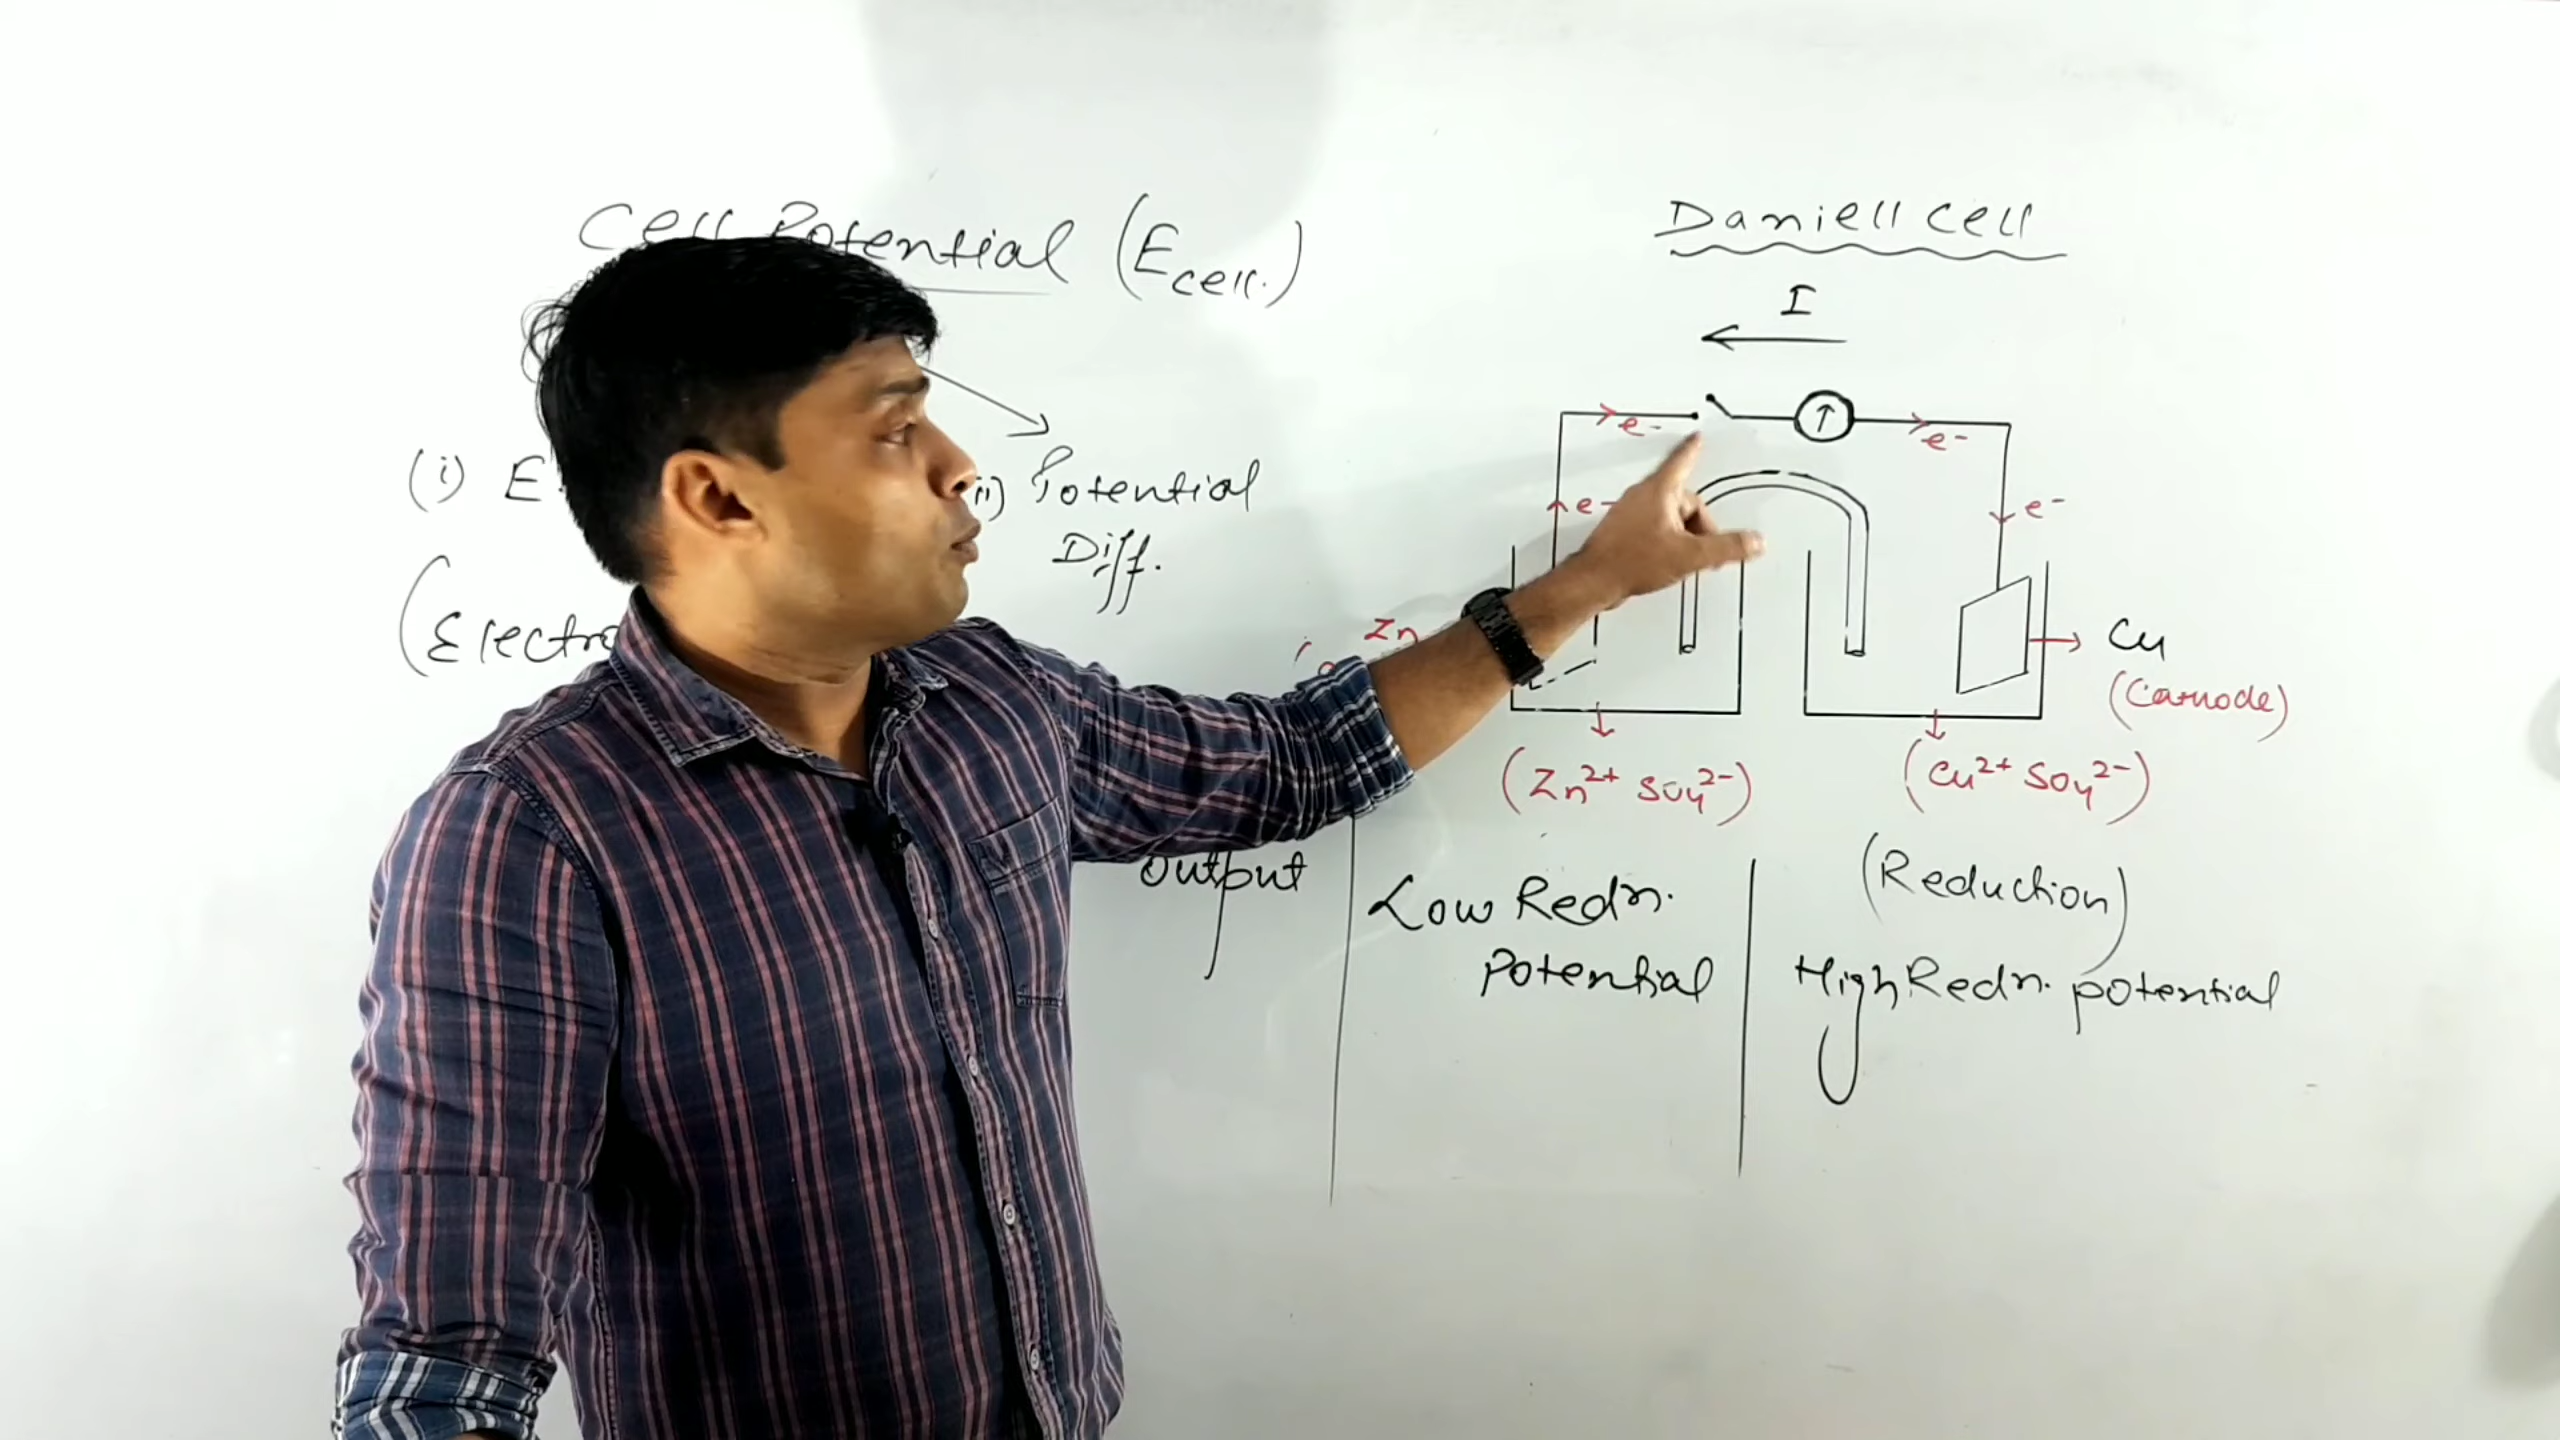 Cell Potential (Ecell.)
(i) E
ii) Potential
Diff.
(Electro
output
Daniell cell
I
e-
e-
e-
e-
Zn
Cu
(Cathode)
(Zn2+ SO42-)
(Cu2+ SO42-)
Low Redn.
Potential
(Reduction)
High Redn. potential